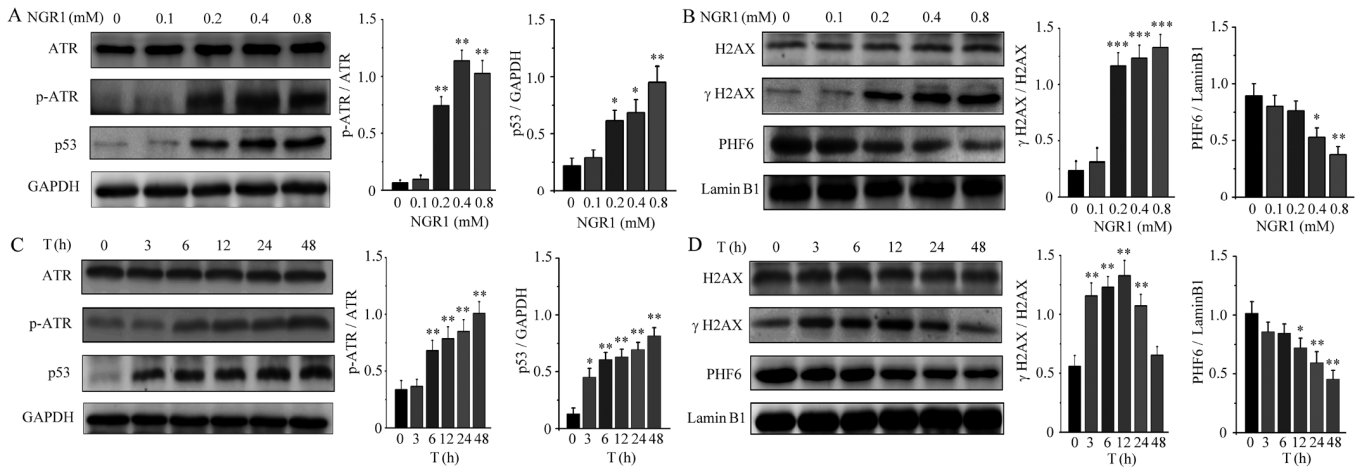 A
NGR1 (mM) 0 0.1 0.2 0.4 0.8
ATR
p-ATR
p53
GAPDH
p-ATR / ATR
1.5
1.0
0.5
0
** ** **
0 0.1 0.2 0.4 0.8
p53 / GAPDH
1.5
1.0
0.5
0
* * **
0 0.1 0.2 0.4 0.8
NGR1 (mM)
B
NGR1 (mM) 0 0.1 0.2 0.4 0.8
H2AX
γ H2AX
PHF6
Lamin B1
γ H2AX / H2AX
1.5
1.0
0.5
0
*** *** ***
0 0.1 0.2 0.4 0.8
NGR1 (mM)
PHF6 / LaminB1
1.5
1.0
0.5
0
* **
0 0.1 0.2 0.4 0.8
NGR1 (mM)
C
T (h) 0 3 6 12 24 48
ATR
p-ATR
p53
GAPDH
p-ATR / ATR
1.5
1.0
0.5
0
** ** ** **
0 3 6 12 24 48
p53 / GAPDH
1.5
1.0
0.5
0
* ** ** ** **
0 3 6 12 24 48
T (h)
D
T (h) 0 3 6 12 24 48
H2AX
γ H2AX
PHF6
Lamin B1
γ H2AX / H2AX
1.5
1.0
0.5
0
** ** ** **
0 3 6 12 24 48
T (h)
PHF6 / LaminB1
1.5
1.0
0.5
0
* ** **
0 3 6 12 24 48
T (h)